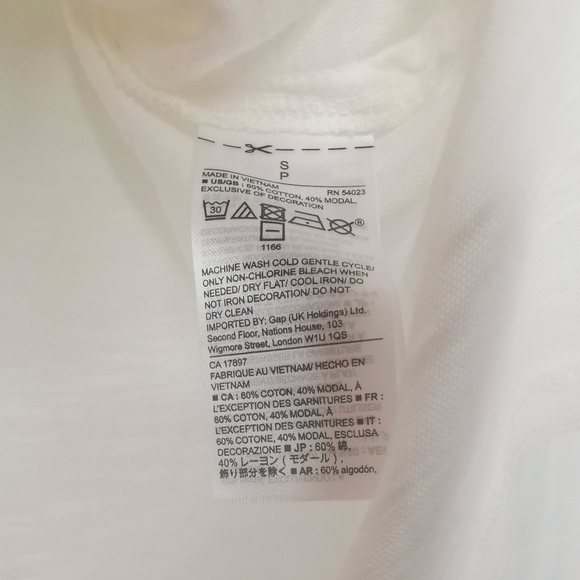 S
P
MADE IN VIETNAM RN 54023
■ US/GB : 60% COTTON, 40% MODAL.
EXCLUSIVE OF DECORATION
30
1166
MACHINE WASH COLD GENTLE CYCLE/
ONLY NON-CHLORINE BLEACH WHEN
NEEDED/ DRY FLAT/ COOL IRON/ DO
NOT IRON DECORATION/ DO NOT
DRY CLEAN
IMPORTED BY: Gap (UK Holdings) Ltd.
Second Floor, Nations House, 103
Wigmore Street, London W1U 1QS
CA 17897
FABRIQUE AU VIETNAM/ HECHO EN
VIETNAM
■ CA : 60% COTON, 40% MODAL, À
L'EXCEPTION DES GARNITURES ■ FR :
60% COTON, 40% MODAL, À
L'EXCEPTION DES GARNITURES ■ IT :
60% COTONE, 40% MODAL, ESCLUSA
DECORAZIONE ■ JP : 60% 綿,
40% レーヨン ( モダール ) ,
飾り部分を除く ■ AR : 60% algodón,